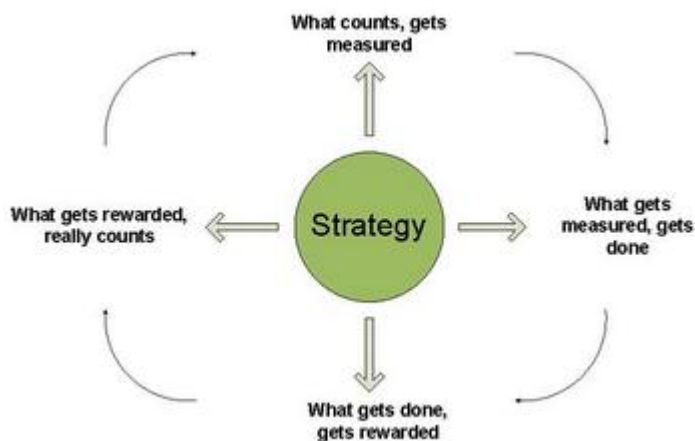 What counts, gets
measured
What gets rewarded,
really counts
Strategy
What gets
measured, gets
done
What gets done,
gets rewarded